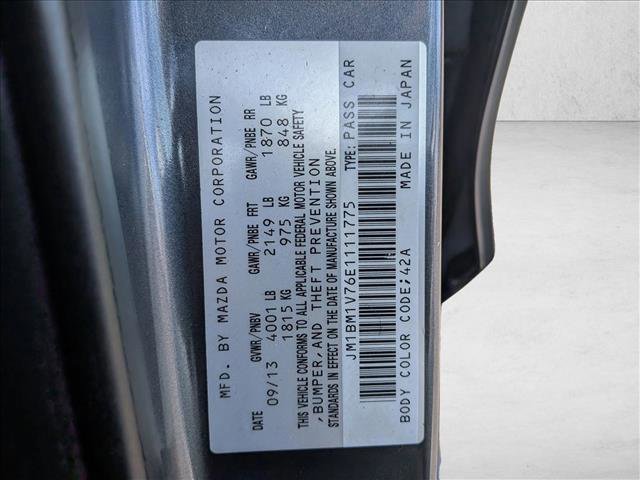 MFD. BY MAZDA MOTOR CORPORATION
DATE GVWR/PNBV GAWR/PNBE FRT GAWR/PNBE RR
09/13 4001 LB 2149 LB 1870 LB
1815 KG 975 KG 848 KG
THIS VEHICLE CONFORMS TO ALL APPLICABLE FEDERAL MOTOR VEHICLE SAFETY
,BUMPER,AND THEFT PREVENTION
STANDARDS IN EFFECT ON THE DATE OF MANUFACTURE SHOWN ABOVE.
JM1BM1V76E1111775 TYPE: PASS CAR
BODY COLOR CODE;42A MADE IN JAPAN